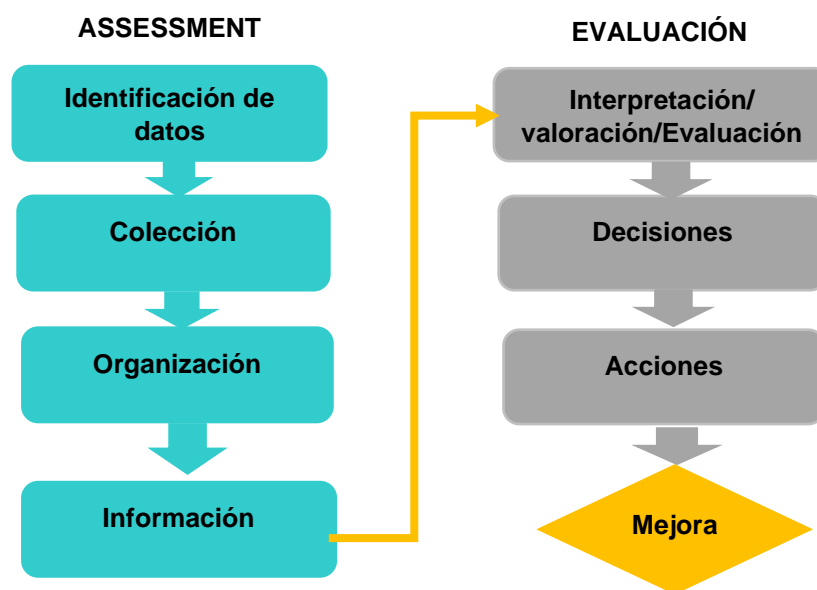 ASSESSMENT
Identificación de
datos
Colección
Organización
Información
EVALUACIÓN
Interpretación/
valoración/Evaluación
Decisiones
Acciones
Mejora